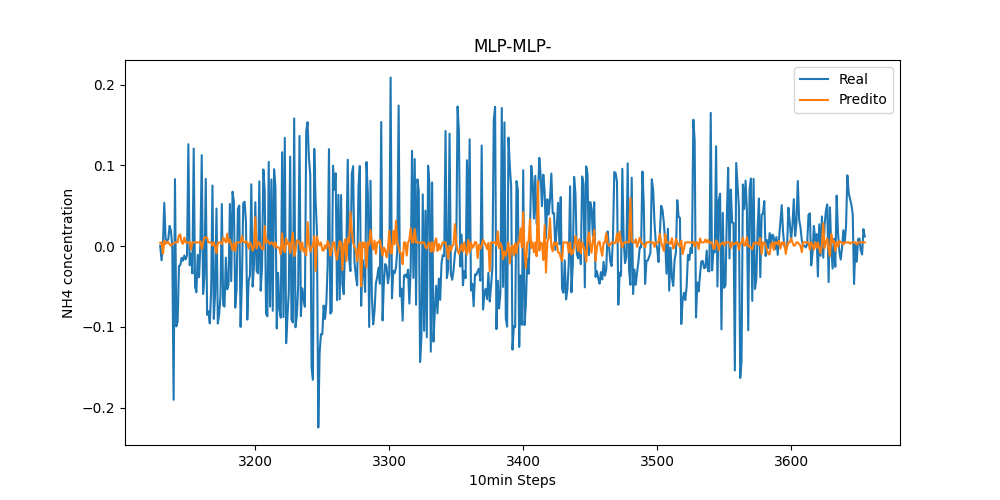 MLP-MLP-
Real
Predito
NH4 concentration
0.2
0.1
0.0
−0.1
−0.2
3200
3300
3400
3500
3600
10min Steps